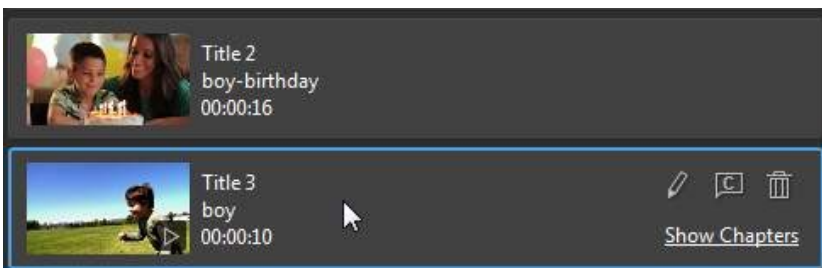 Title 2
boy-birthday
00:00:16
Title 3
boy
00:00:10
C
Show Chapters